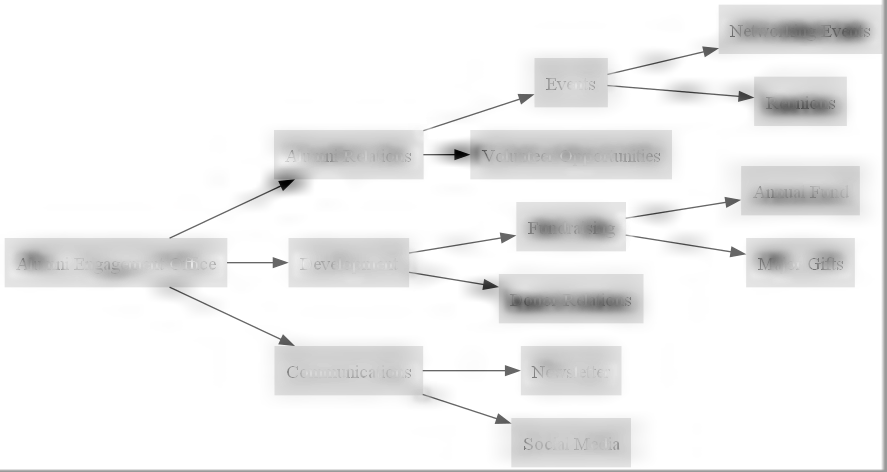 Networking Events
Events
Reunions
Alumni Relations
Volunteer Opportunities
Annual Fund
Fundraising
Alumni Engagement Office
Development
Major Gifts
Donor Relations
Communications
Newsletter
Social Media